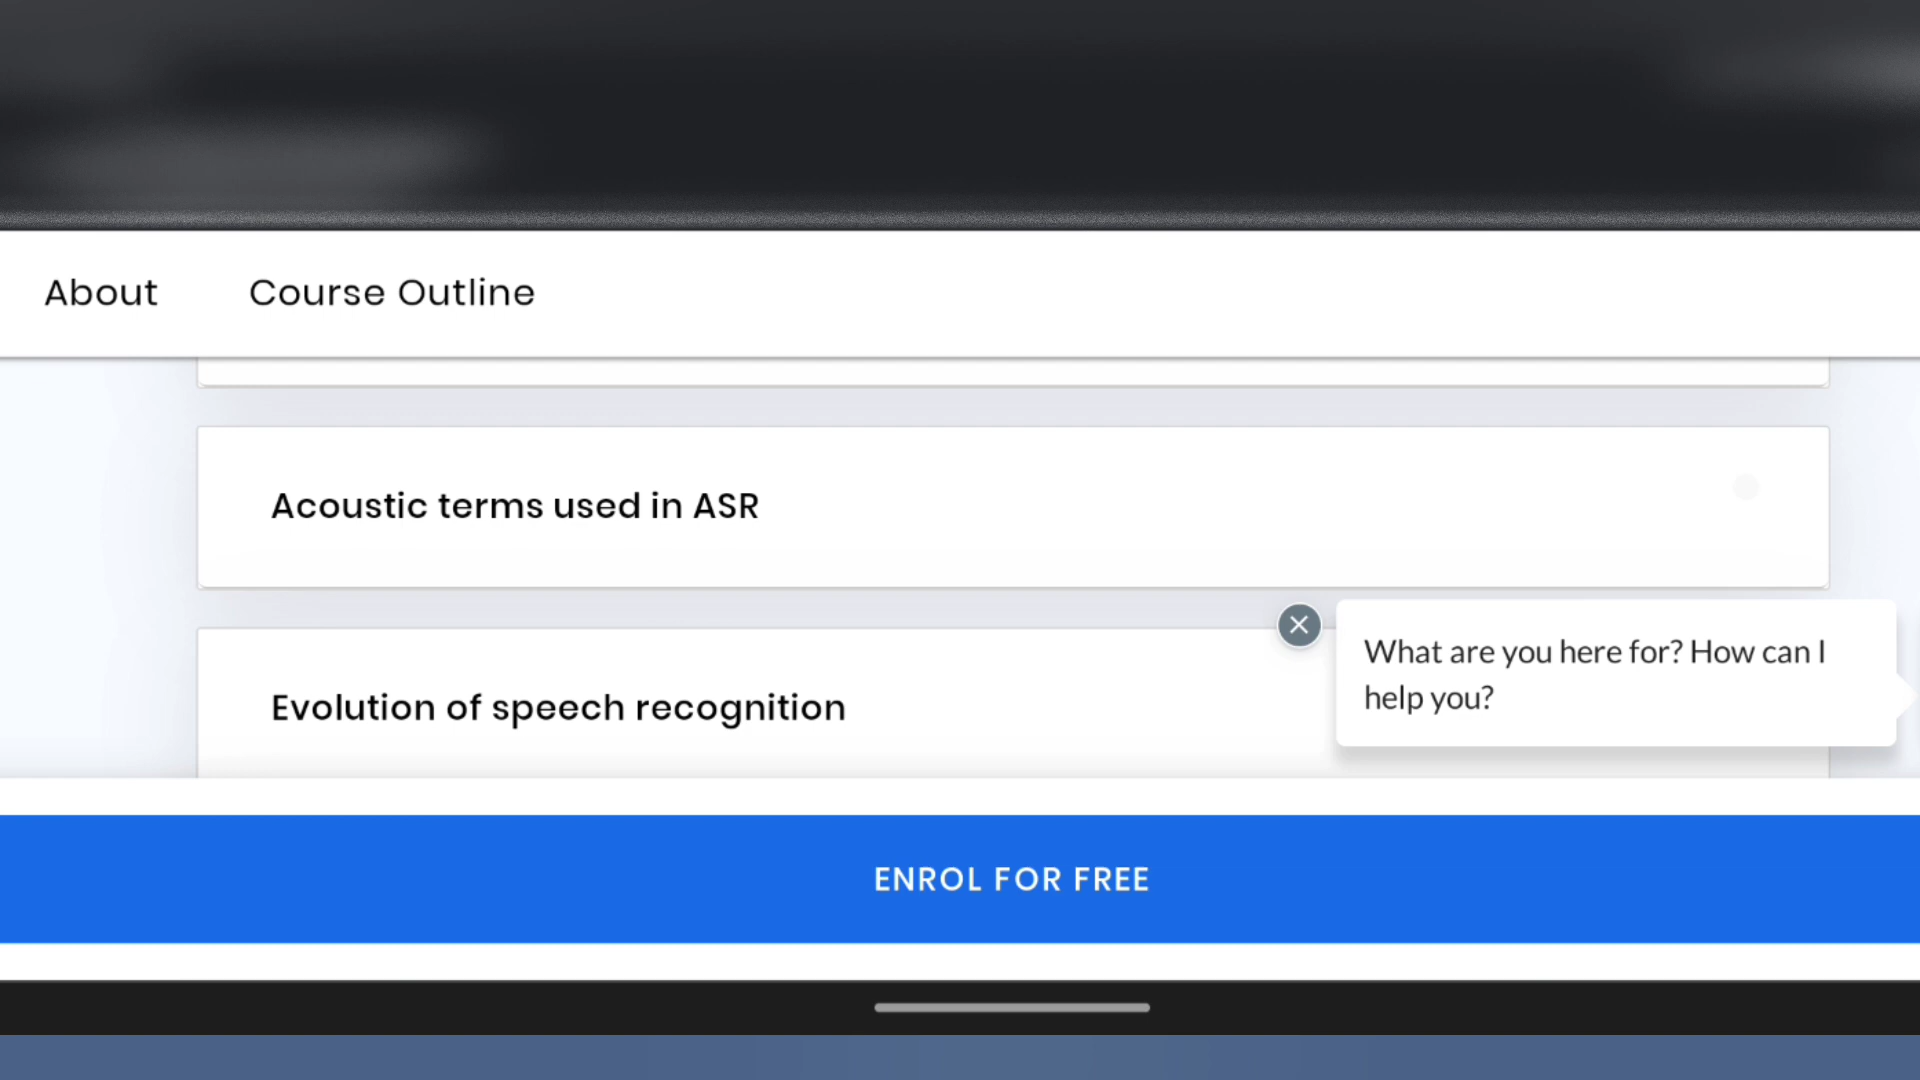 About
Course Outline
Acoustic terms used in ASR
Evolution of speech recognition
What are you here for? How can I
help you?
ENROL FOR FREE